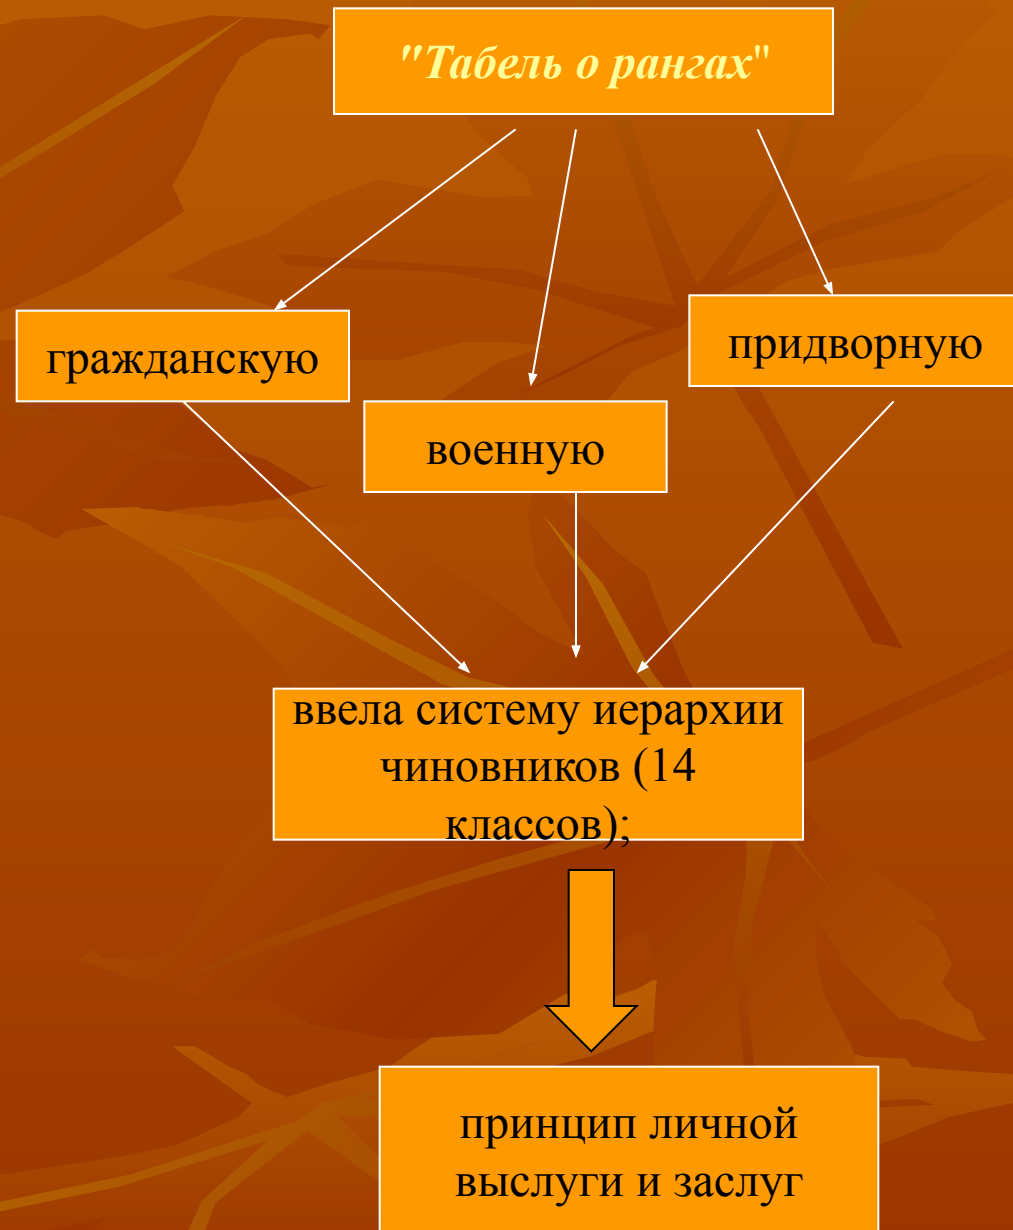 "Табель о рангах"
гражданскую
придворную
военную
ввела систему иерархии
чиновников (14
классов);
принцип личной
выслуги и заслуг